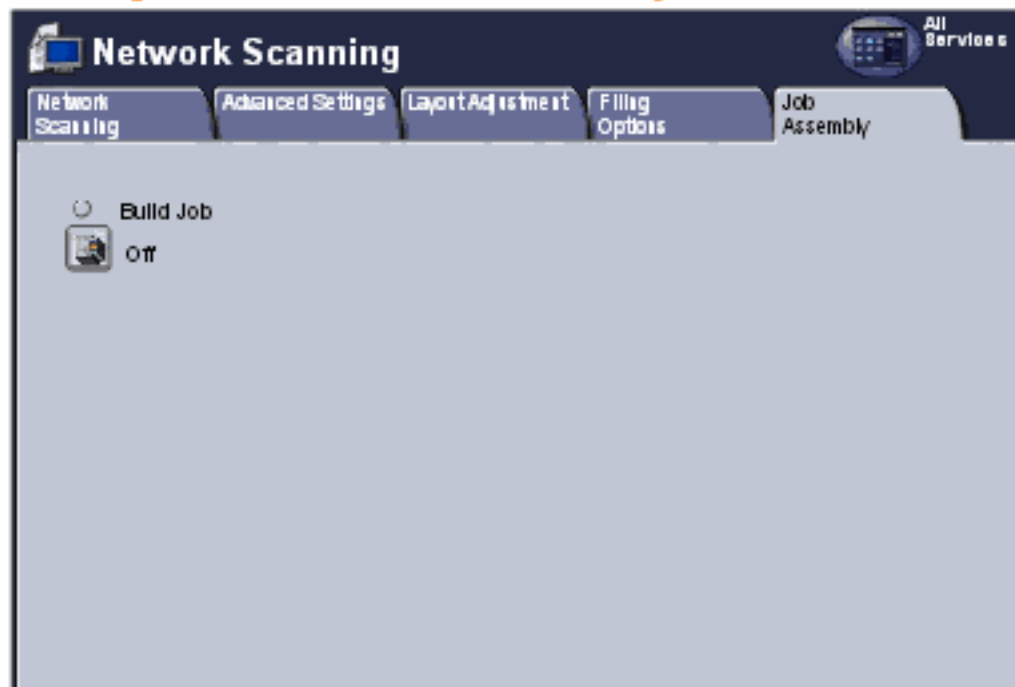 Network Scanning
All
Services
Network
Scanning
Advanced Settings
Layout Adjustment
Filing
Options
Job
Assembly
Build Job
Off